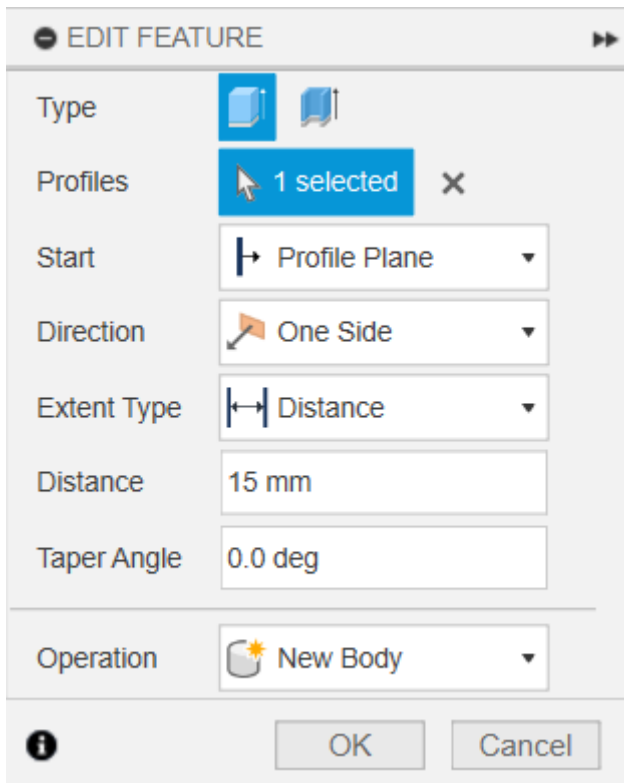 EDIT FEATURE
Type
Profiles 1 selected
Start Profile Plane
Direction One Side
Extent Type Distance
Distance 15 mm
Taper Angle 0.0 deg
Operation New Body
OK Cancel